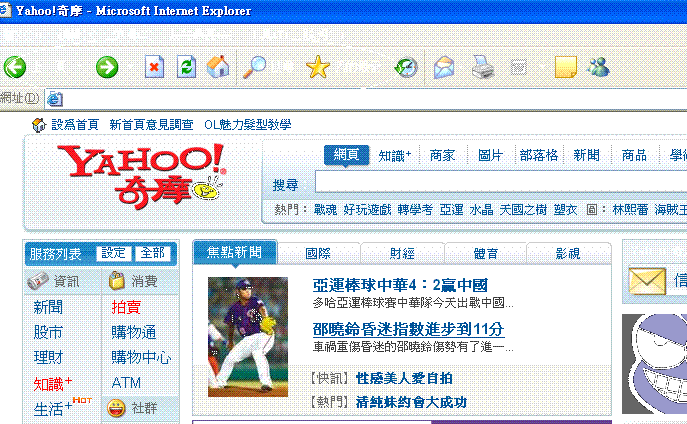 Yahoo!奇摩 - Microsoft Internet Explorer
網址(D)
設為首頁 新首頁意見調查 OL魅力髮型教學
YAHOO!
奇摩
網頁 知識+ 商家 圖片 部落格 新聞 商品
搜尋
熱門： 戰魂 好玩遊戲 轉學考 亞運 水晶 天國之樹 塑衣 圖： 林熙蕾
服務列表 設定 全部
資訊 消費
新聞 拍賣
股市 購物通
理財 購物中心
知識+ ATM
生活+ HOT 社群
焦點新聞 國際 財經 體育 影視
亞運棒球中華4：2贏中國
多哈亞運棒球賽中華隊今天出戰中國...
邵曉鈴昏迷指數進步到11分
車禍重傷昏迷的邵曉鈴傷勢有了進一...
【快訊】性感美人愛自拍
【熱門】清純妹約會大成功